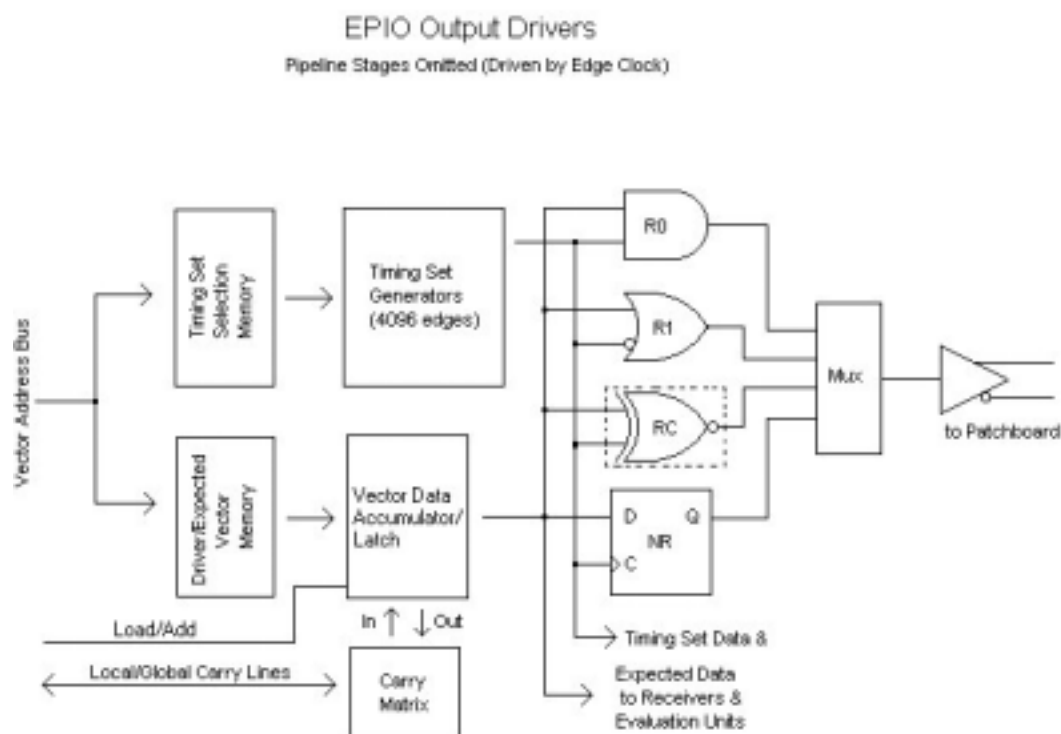 EPIO Output Drivers
Pipeline Stages Omitted (Driven by Edge Clock)
Vector Address Bus
Timing Set
Selection
Memory
Timing Set
Generators
(4096 edges)
R0
R1
RC
Mux
to Patchboard
Driver/Expected
Vector
Memory
Vector Data
Accumulator/
Latch
D
Q
NR
C
In
Out
Load/Add
Local/Global Carry Lines
Carry
Matrix
Timing Set Data &
Expected Data
to Receivers &
Evaluation Units